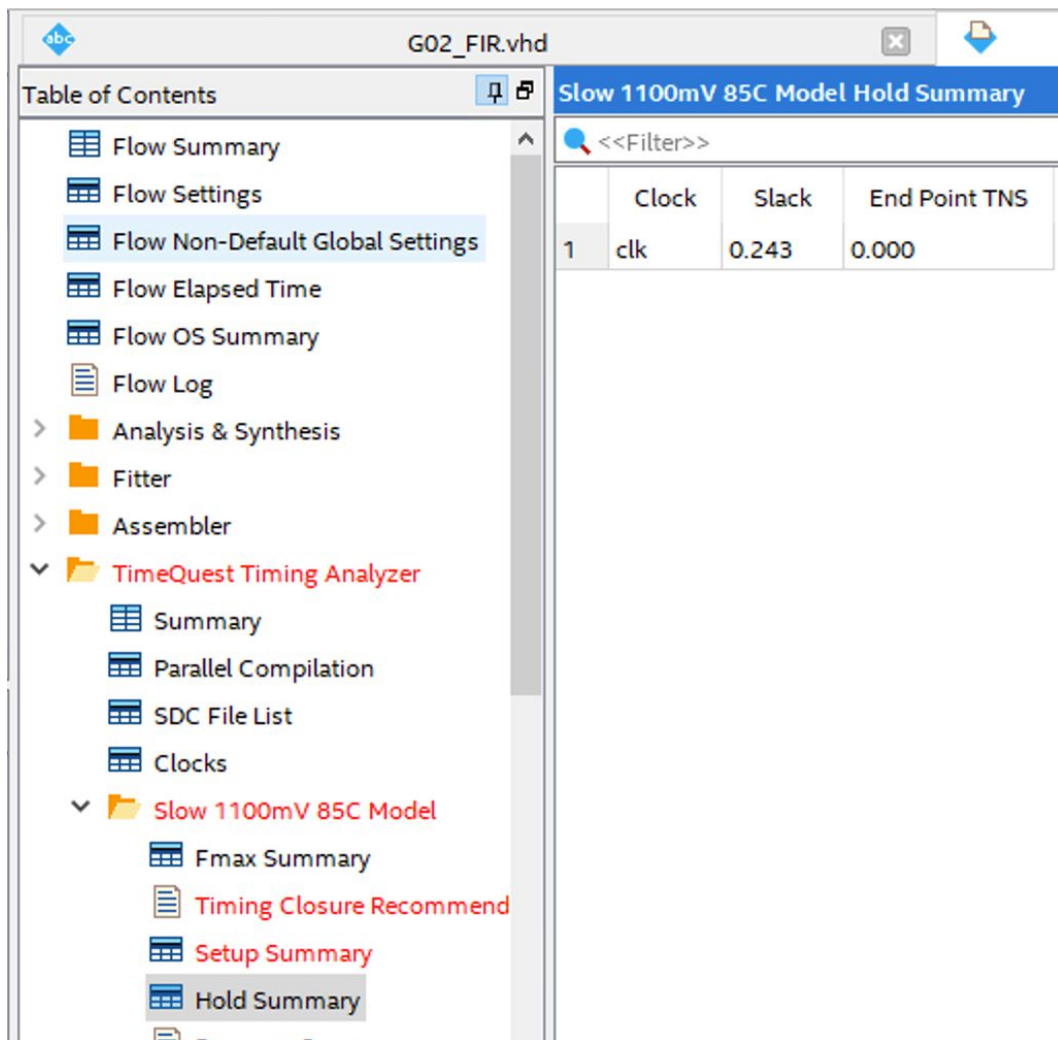 abc
G02_FIR.vhd
Table of Contents
Flow Summary
Flow Settings
Flow Non-Default Global Settings
Flow Elapsed Time
Flow OS Summary
Flow Log
Analysis & Synthesis
Fitter
Assembler
TimeQuest Timing Analyzer
Summary
Parallel Compilation
SDC File List
Clocks
Slow 1100mV 85C Model
Fmax Summary
Timing Closure Recommend
Setup Summary
Hold Summary
Slow 1100mV 85C Model Hold Summary
<<Filter>>
Clock Slack End Point TNS
1 clk 0.243 0.000